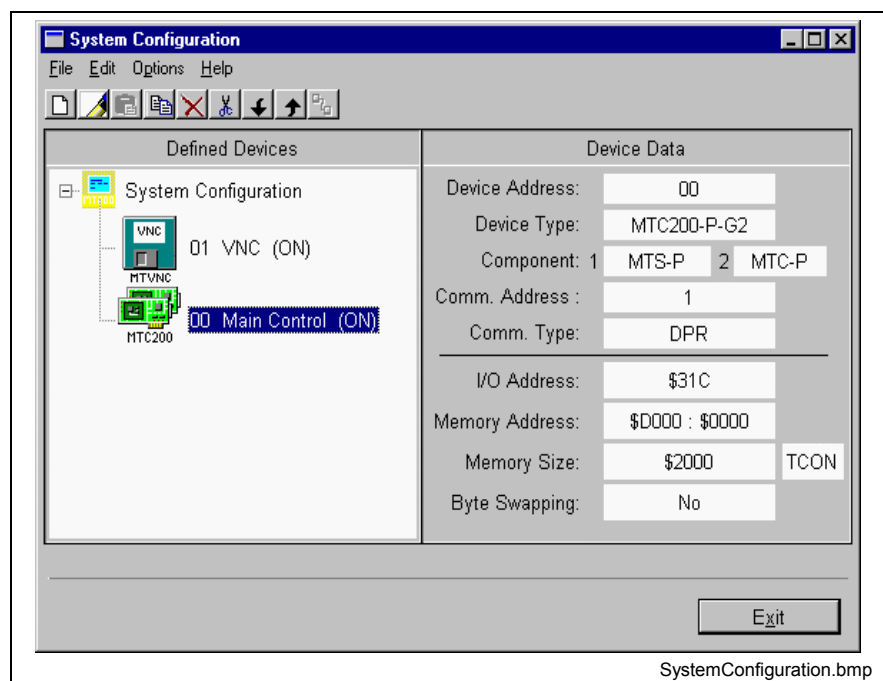 System Configuration
File Edit Options Help
Defined Devices
Device Data
MT200
System Configuration
VNC
MTVNC
01 VNC (ON)
MTC200
00 Main Control (ON)
Device Address: 00
Device Type: MTC200-P-G2
Component: 1 MTS-P 2 MTC-P
Comm. Address : 1
Comm. Type: DPR
I/O Address: $31C
Memory Address: $D000 : $0000
Memory Size: $2000 TCON
Byte Swapping: No
Exit
SystemConfiguration.bmp